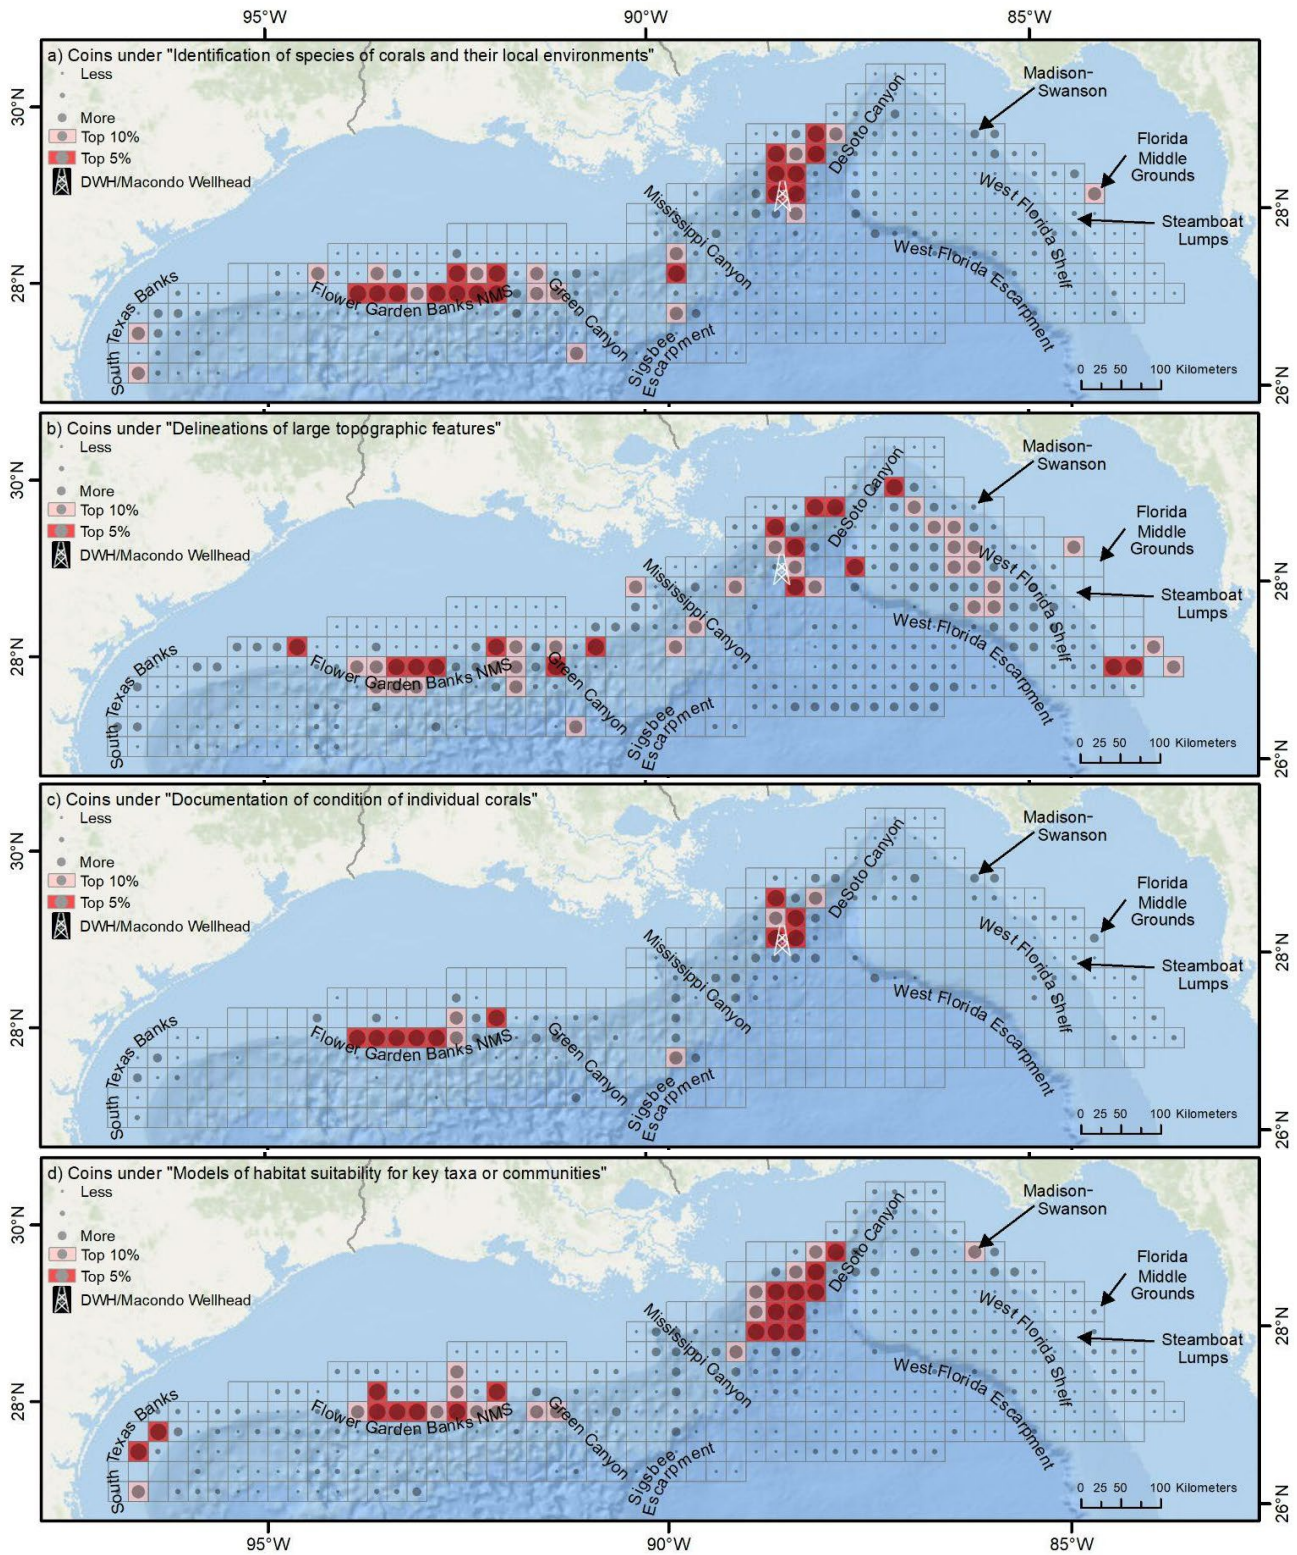 95°W 90°W 85°W
a) Coins under "Identification of species of corals and their local environments"
Less
More
Top 10%
Top 5%
DWH/Macondo Wellhead
30°N
28°N
28°N
26°N
Madison-
Swanson
Florida
Middle
Grounds
Steamboat
Lumps
DeSoto Canyon
West Florida Shelf
West Florida Escarpment
Mississippi Canyon
Green Canyon
Sigsbee
Escarpment
Flower Garden Banks NMS
South Texas Banks
0 25 50 100 Kilometers
b) Coins under "Delineations of large topographic features"
Less
More
Top 10%
Top 5%
DWH/Macondo Wellhead
30°N
28°N
28°N
26°N
Madison-
Swanson
Florida
Middle
Grounds
Steamboat
Lumps
DeSoto Canyon
West Florida Shelf
West Florida Escarpment
Mississippi Canyon
Green Canyon
Sigsbee
Escarpment
Flower Garden Banks NMS
South Texas Banks
0 25 50 100 Kilometers
c) Coins under "Documentation of condition of individual corals"
Less
More
Top 10%
Top 5%
DWH/Macondo Wellhead
30°N
28°N
28°N
26°N
Madison-
Swanson
Florida
Middle
Grounds
Steamboat
Lumps
DeSoto Canyon
West Florida Shelf
West Florida Escarpment
Mississippi Canyon
Green Canyon
Sigsbee
Escarpment
Flower Garden Banks NMS
South Texas Banks
0 25 50 100 Kilometers
d) Coins under "Models of habitat suitability for key taxa or communities"
Less
More
Top 10%
Top 5%
DWH/Macondo Wellhead
30°N
28°N
28°N
26°N
Madison-
Swanson
Florida
Middle
Grounds
Steamboat
Lumps
DeSoto Canyon
West Florida Shelf
West Florida Escarpment
Mississippi Canyon
Green Canyon
Sigsbee
Escarpment
Flower Garden Banks NMS
South Texas Banks
0 25 50 100 Kilometers
95°W 90°W 85°W